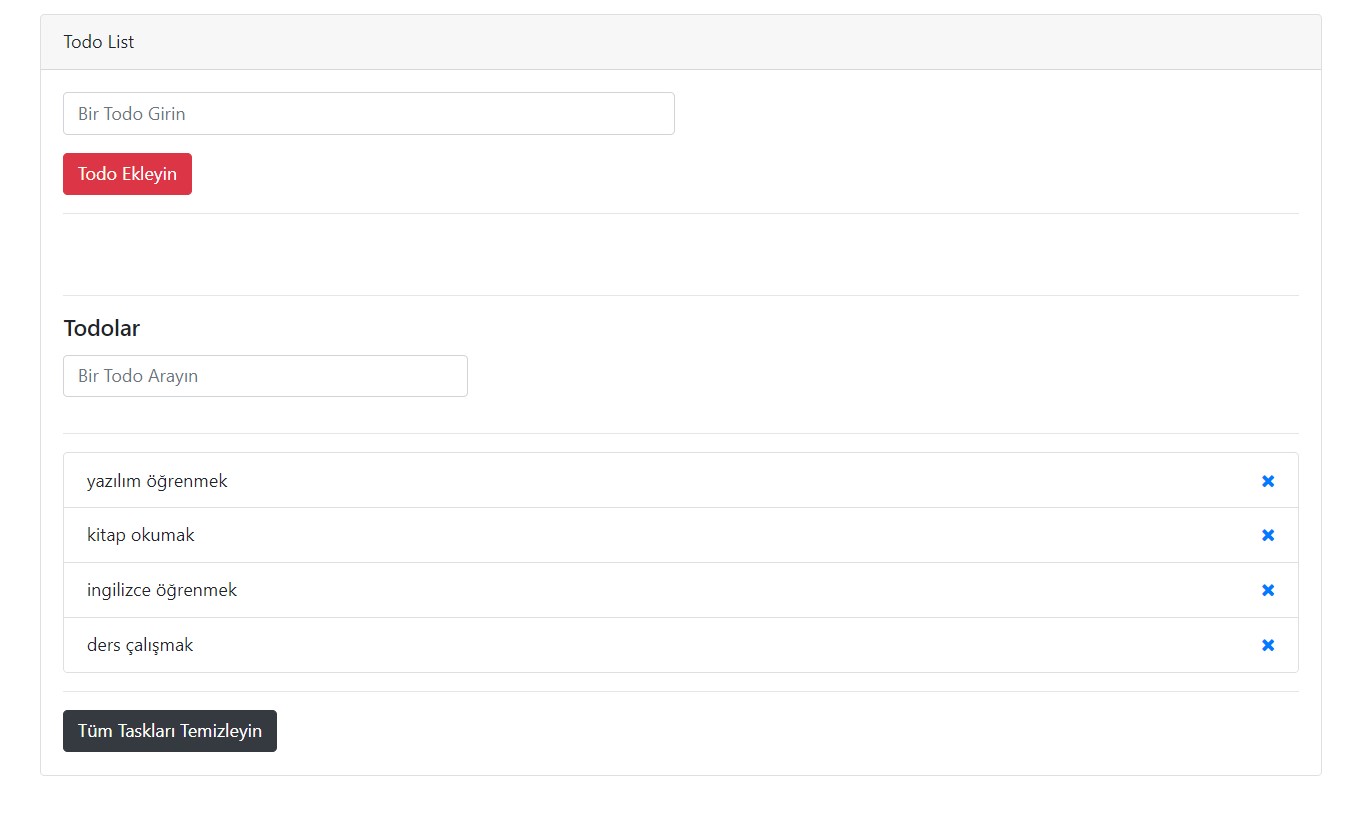 Todo List
Bir Todo Girin
Todo Ekleyin
Todolar
Bir Todo Arayın
yazılım öğrenmek
kitap okumak
ingilizce öğrenmek
ders çalışmak
Tüm Taskları Temizleyin